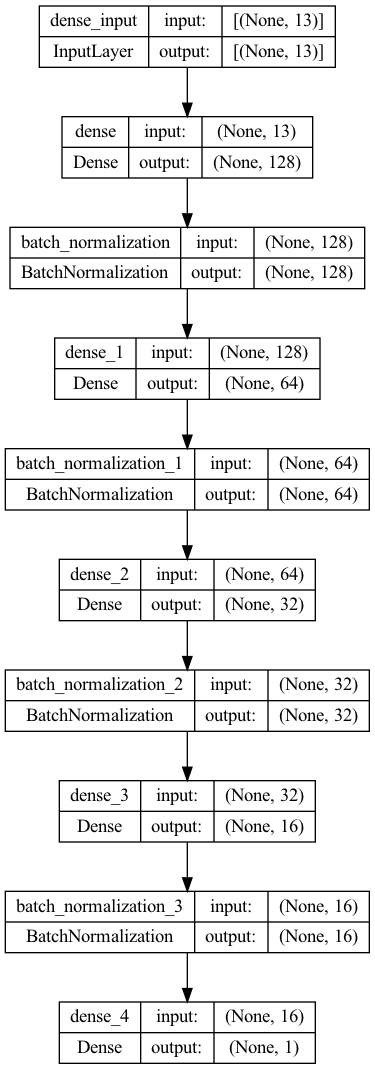 dense_input input: [(None, 13)]
InputLayer output: [(None, 13)]
dense input: (None, 13)
Dense output: (None, 128)
batch_normalization input: (None, 128)
BatchNormalization output: (None, 128)
dense_1 input: (None, 128)
Dense output: (None, 64)
batch_normalization_1 input: (None, 64)
BatchNormalization output: (None, 64)
dense_2 input: (None, 64)
Dense output: (None, 32)
batch_normalization_2 input: (None, 32)
BatchNormalization output: (None, 32)
dense_3 input: (None, 32)
Dense output: (None, 16)
batch_normalization_3 input: (None, 16)
BatchNormalization output: (None, 16)
dense_4 input: (None, 16)
Dense output: (None, 1)